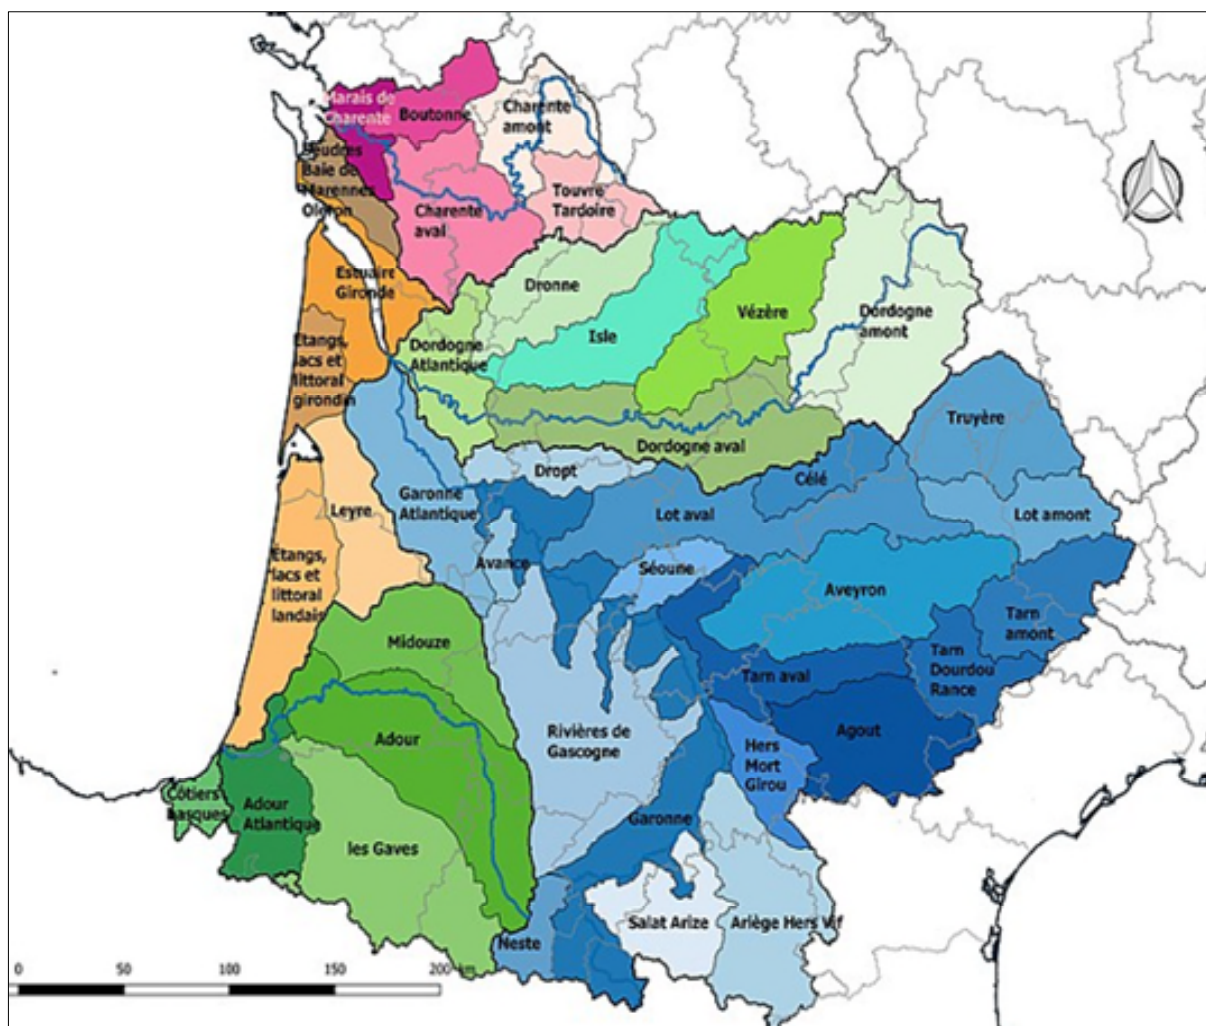 Marais de
Charente
Boutonne
Charente
amont
Baie de
Marennes
Oléron
Charente
aval
Touvre
Tardoire
Estuaire
Gironde
Dronne
Isle
Vézère
Dordogne
amont
Etangs,
lacs et
littoral
girondin
Dordogne
Atlantique
Dordogne aval
Truyère
Dropt
Célé
Leyre
Garonne
Atlantique
Lot aval
Lot amont
Etangs,
lacs et
littoral
landais
Avance
Séoune
Aveyron
Tarn
amont
Midouze
Tarn aval
Tarn
Dourdou
Rance
Adour
Rivières de
Gascogne
Hers
Mort
Girou
Agout
Côtiers
basques
Adour
Atlantique
les Gaves
Garonne
Neste
Salat Arize
Ariège Hers Vif
0 50 100 150 200 km